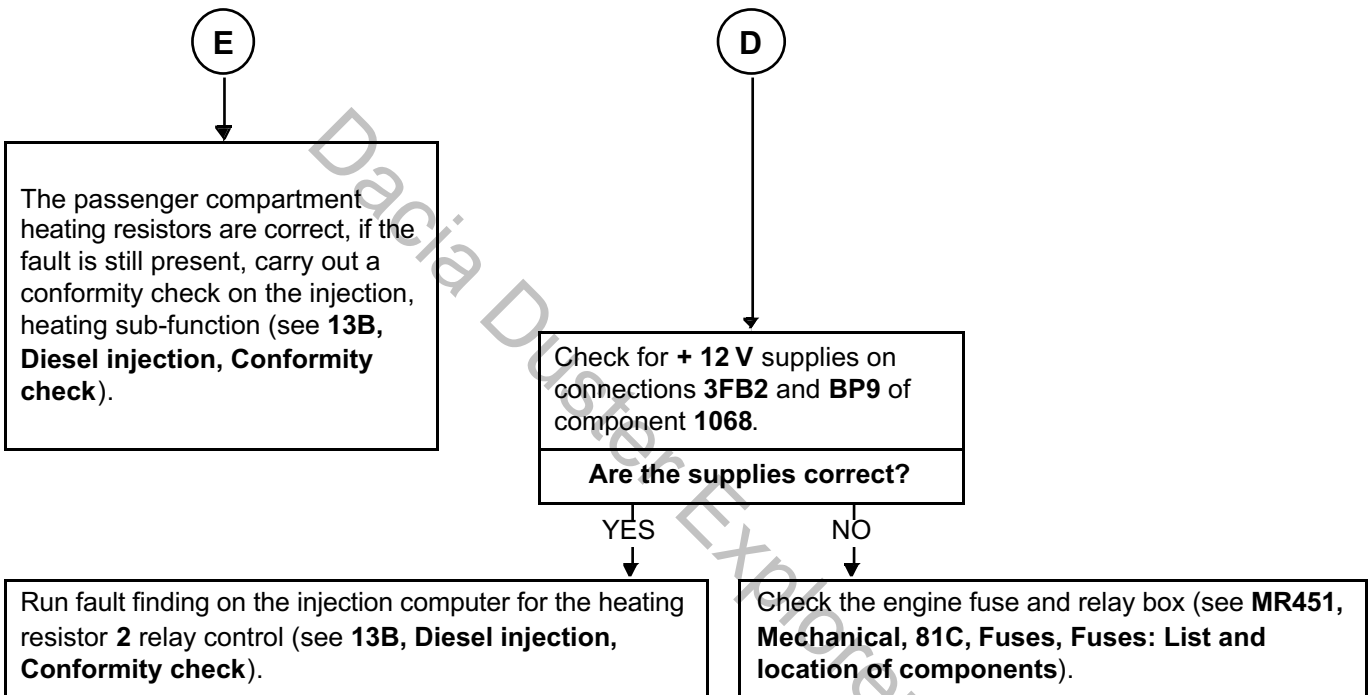 E
D
The passenger compartment
heating resistors are correct, if the
fault is still present, carry out a
conformity check on the injection,
heating sub-function (see 13B,
Diesel injection, Conformity
check).
Check for + 12 V supplies on
connections 3FB2 and BP9 of
component 1068.
Are the supplies correct?
YES
NO
Run fault finding on the injection computer for the heating
resistor 2 relay control (see 13B, Diesel injection,
Conformity check).
Check the engine fuse and relay box (see MR451,
Mechanical, 81C, Fuses, Fuses: List and
location of components).
Dacia Duster Explorer